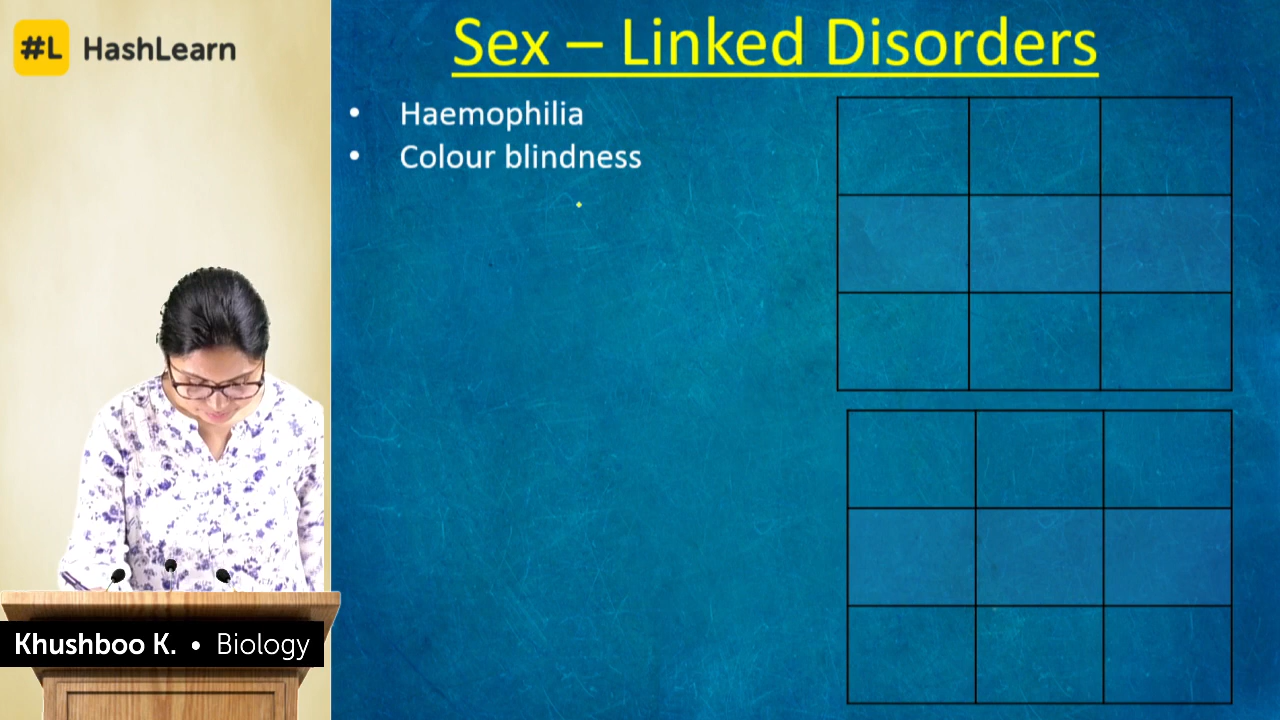 #L HashLearn
Sex – Linked Disorders
• Haemophilia
• Colour blindness
Khushboo K. • Biology